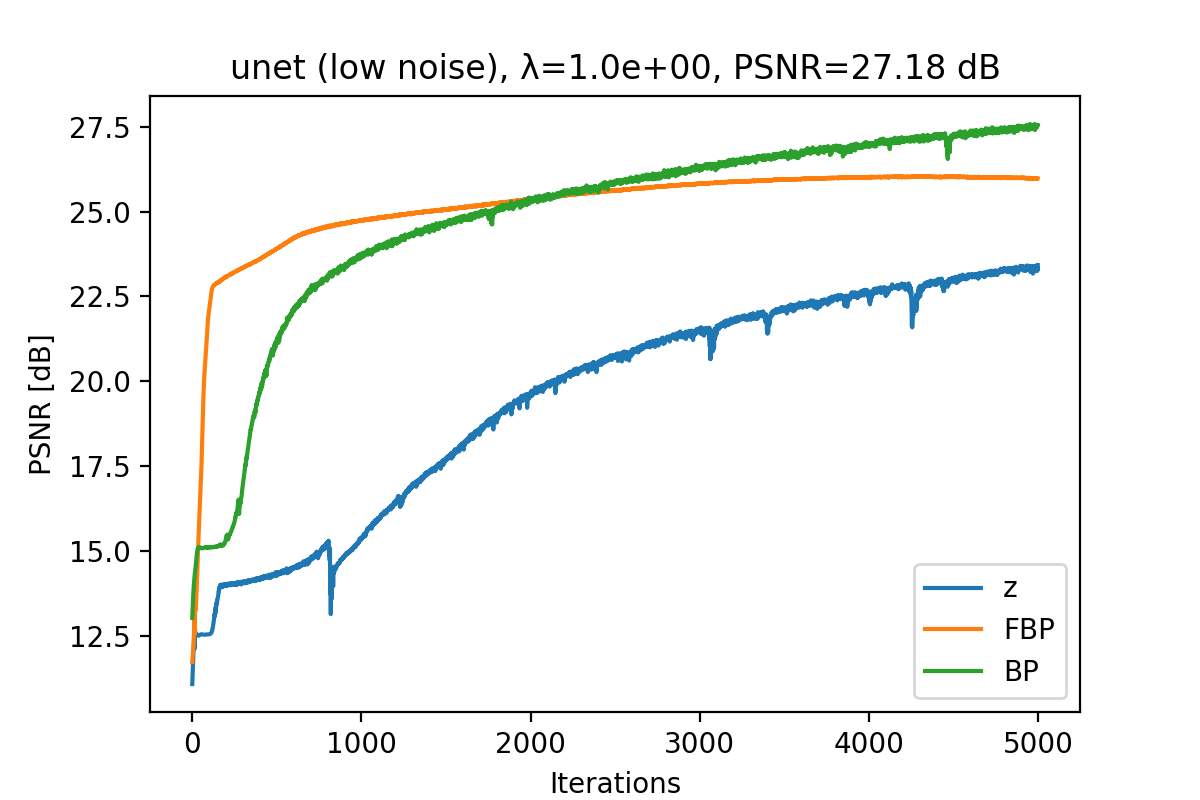 unet (low noise), λ=1.0e+00, PSNR=27.18 dB
27.5
25.0
22.5
20.0
17.5
15.0
12.5
PSNR [dB]
z
FBP
BP
0 1000 2000 3000 4000 5000
Iterations